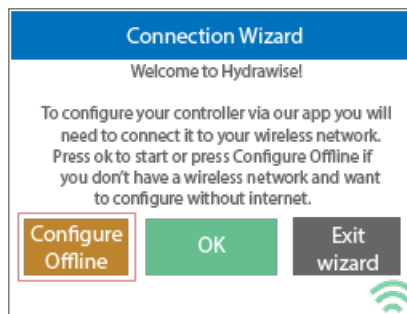 Connection Wizard
Welcome to Hydrawise!
To configure your controller via our app you will
need to connect it to your wireless network.
Press ok to start or press Configure Offline if
you don't have a wireless network and want
to configure without internet.
Configure
Offline
OK
Exit
wizard